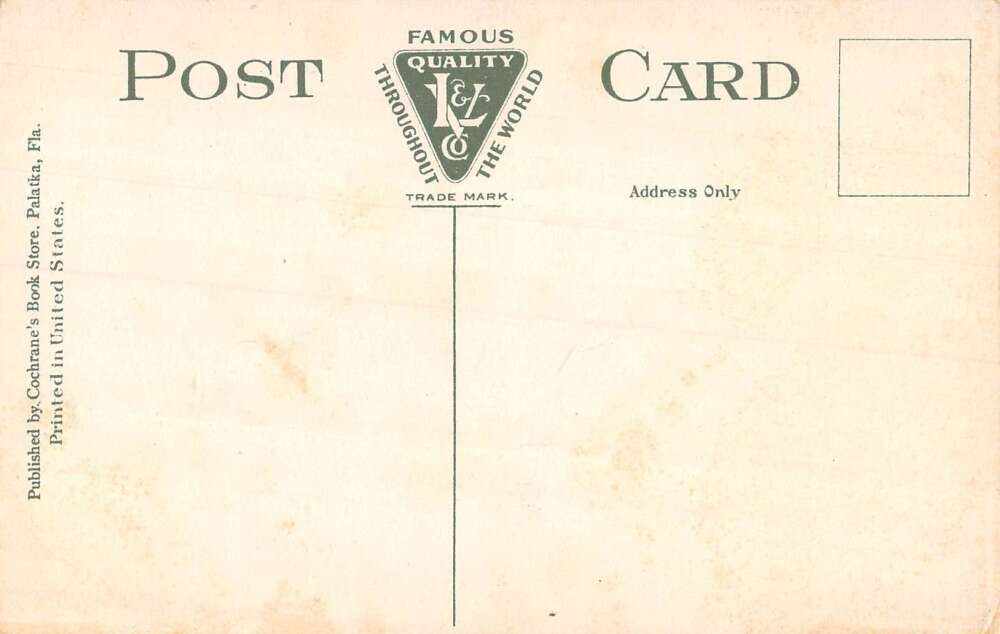 POST CARD
FAMOUS
QUALITY
THROUGHOUT
THE WORLD
K & L
CO
TRADE MARK.
Address Only
Published by. Cochrane's Book Store. Palatka, Fla.
Printed in United States.